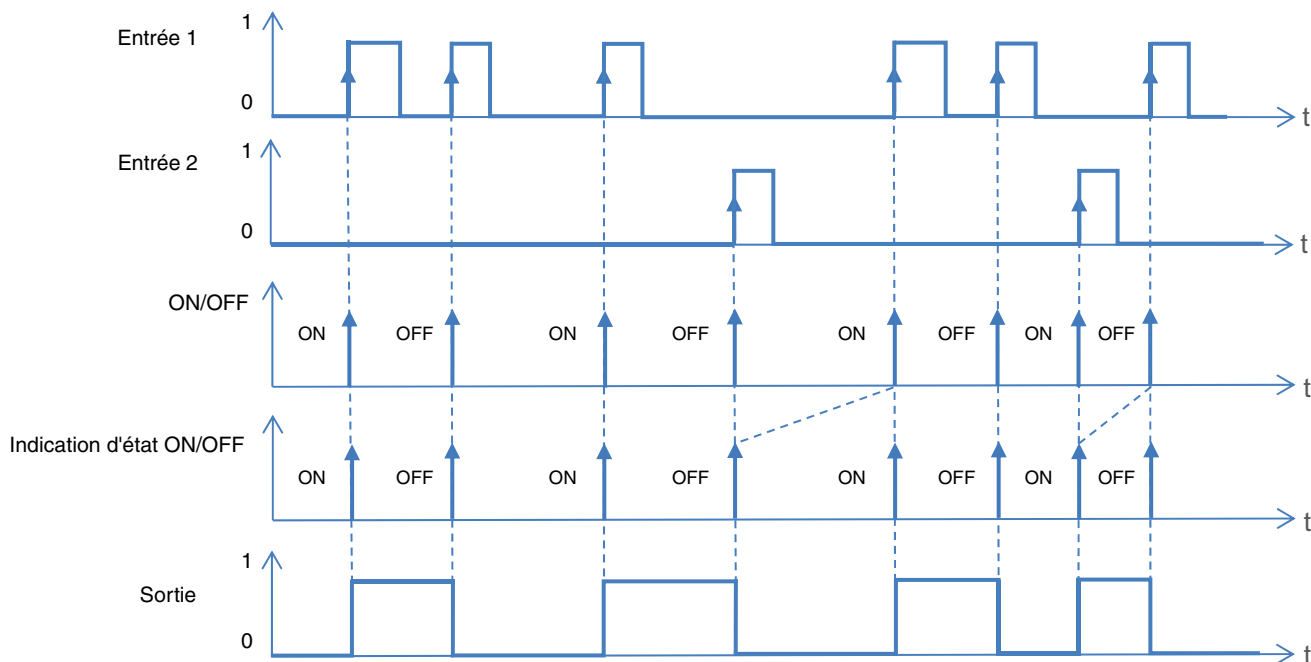 Entrée 1
1
0
t
Entrée 2
1
0
t
ON/OFF
ON OFF ON OFF ON OFF ON OFF
t
Indication d'état ON/OFF
ON OFF ON OFF ON OFF ON OFF
t
Sortie
1
0
t